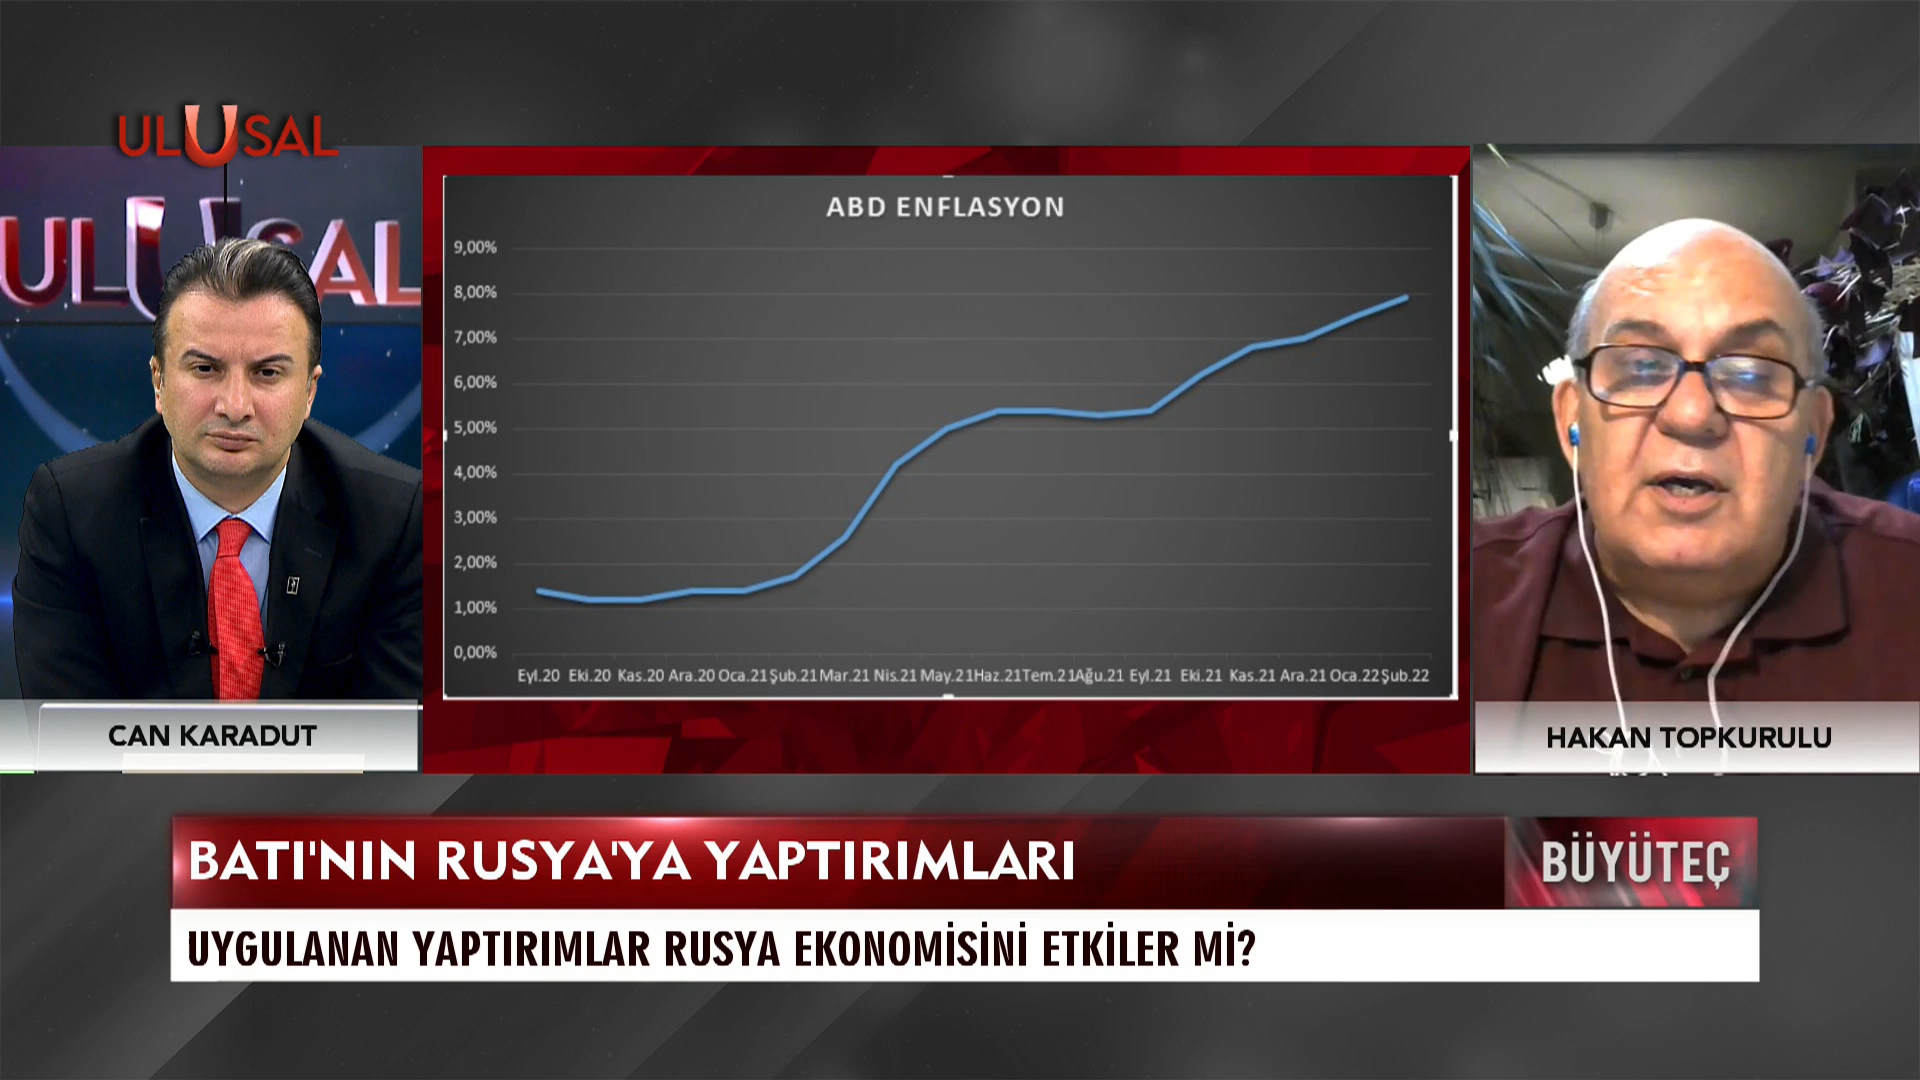 ULUSAL
ULUSAL
ABD ENFLASYON
9,00%
8,00%
7,00%
6,00%
5,00%
4,00%
3,00%
2,00%
1,00%
0,00%
Eyl.20 Eki.20 Kas.20 Ara.20 Oca.21 Şub.21 Mar.21 Nis.21 May.21 Haz.21 Tem.21 Ağu.21 Eyl.21 Eki.21 Kas.21 Ara.21 Oca.22 Şub.22
CAN KARADUT
HAKAN TOPKURULU
BATI'NIN RUSYA'YA YAPTIRIMLARI
BÜYÜTEÇ
UYGULANAN YAPTIRIMLAR RUSYA EKONOMİSİNİ ETKİLER Mİ?